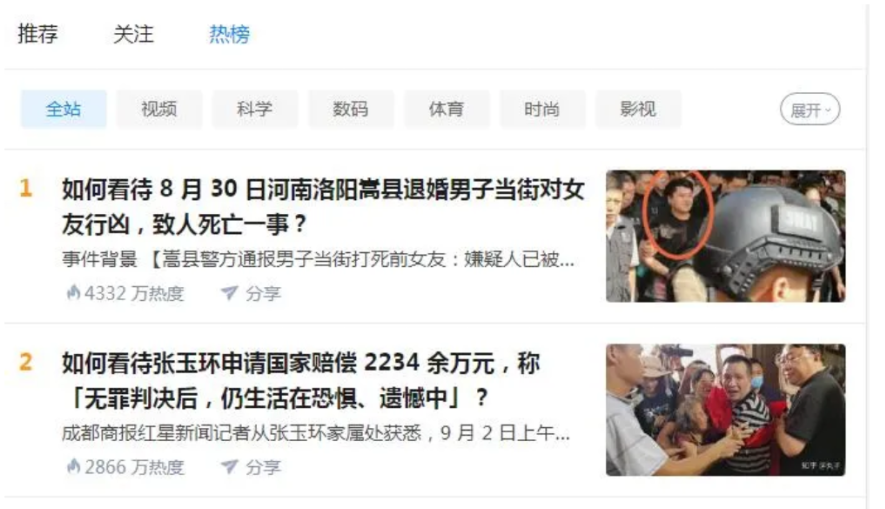 推荐 关注 热榜
全站 视频 科学 数码 体育 时尚 影视 展开
1 如何看待 8 月 30 日河南洛阳嵩县退婚男子当街对女
友行凶，致人死亡一事？
事件背景 【嵩县警方通报男子当街打死前女友：嫌疑人已被...
4332 万热度 分享
2 如何看待张玉环申请国家赔偿 2234 余万元，称
「无罪判决后，仍生活在恐惧、遗憾中」？
成都商报红星新闻记者从张玉环家属处获悉，9 月 2 日上午...
2866 万热度 分享